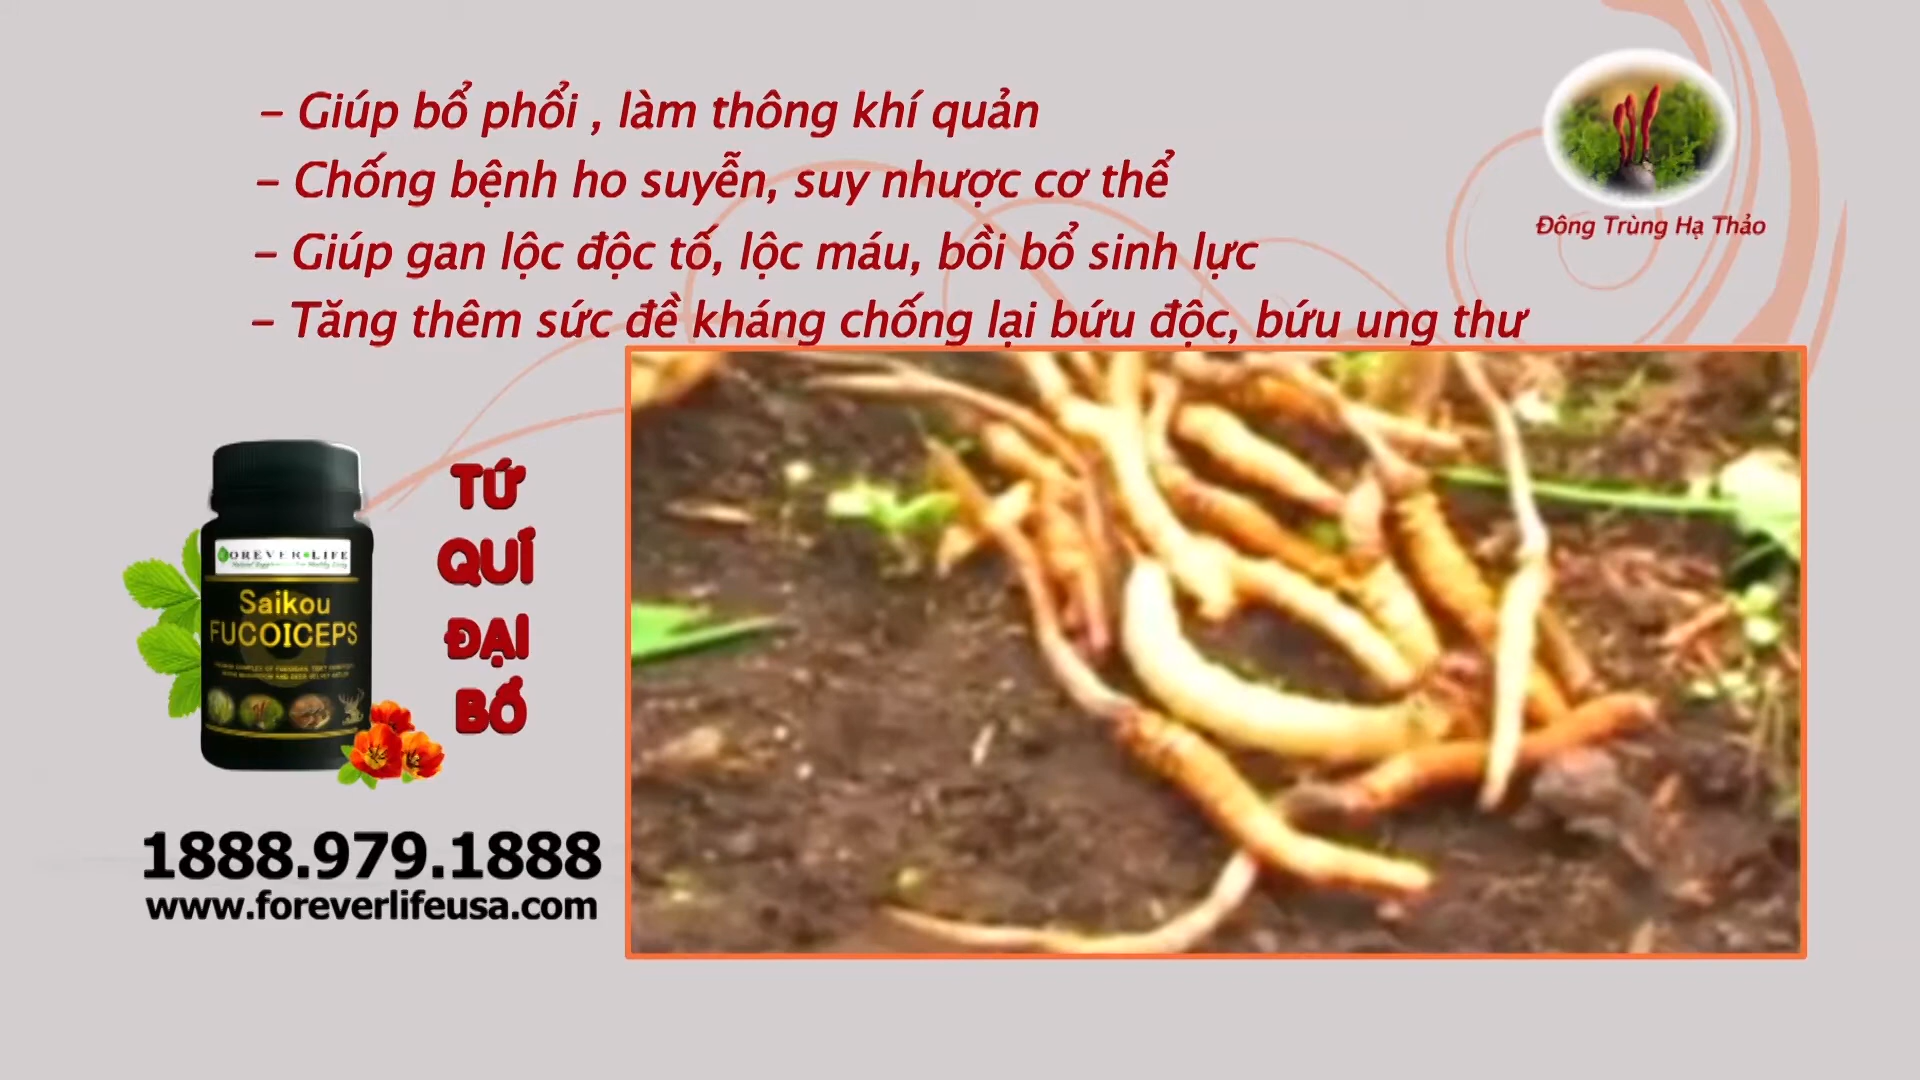 – Giúp bổ phổi , làm thông khí quản
– Chống bệnh ho suyễn, suy nhược cơ thể
– Giúp gan lộc độc tố, lộc máu, bồi bổ sinh lực
– Tăng thêm sức đề kháng chống lại bứu độc, bứu ung thư
Đông Trùng Hạ Thảo
FOREVER LIFE
Saikou
FUCOICEPS
TỨ
QUÍ
ĐẠI
BỔ
1888.979.1888
www.foreverlifeusa.com